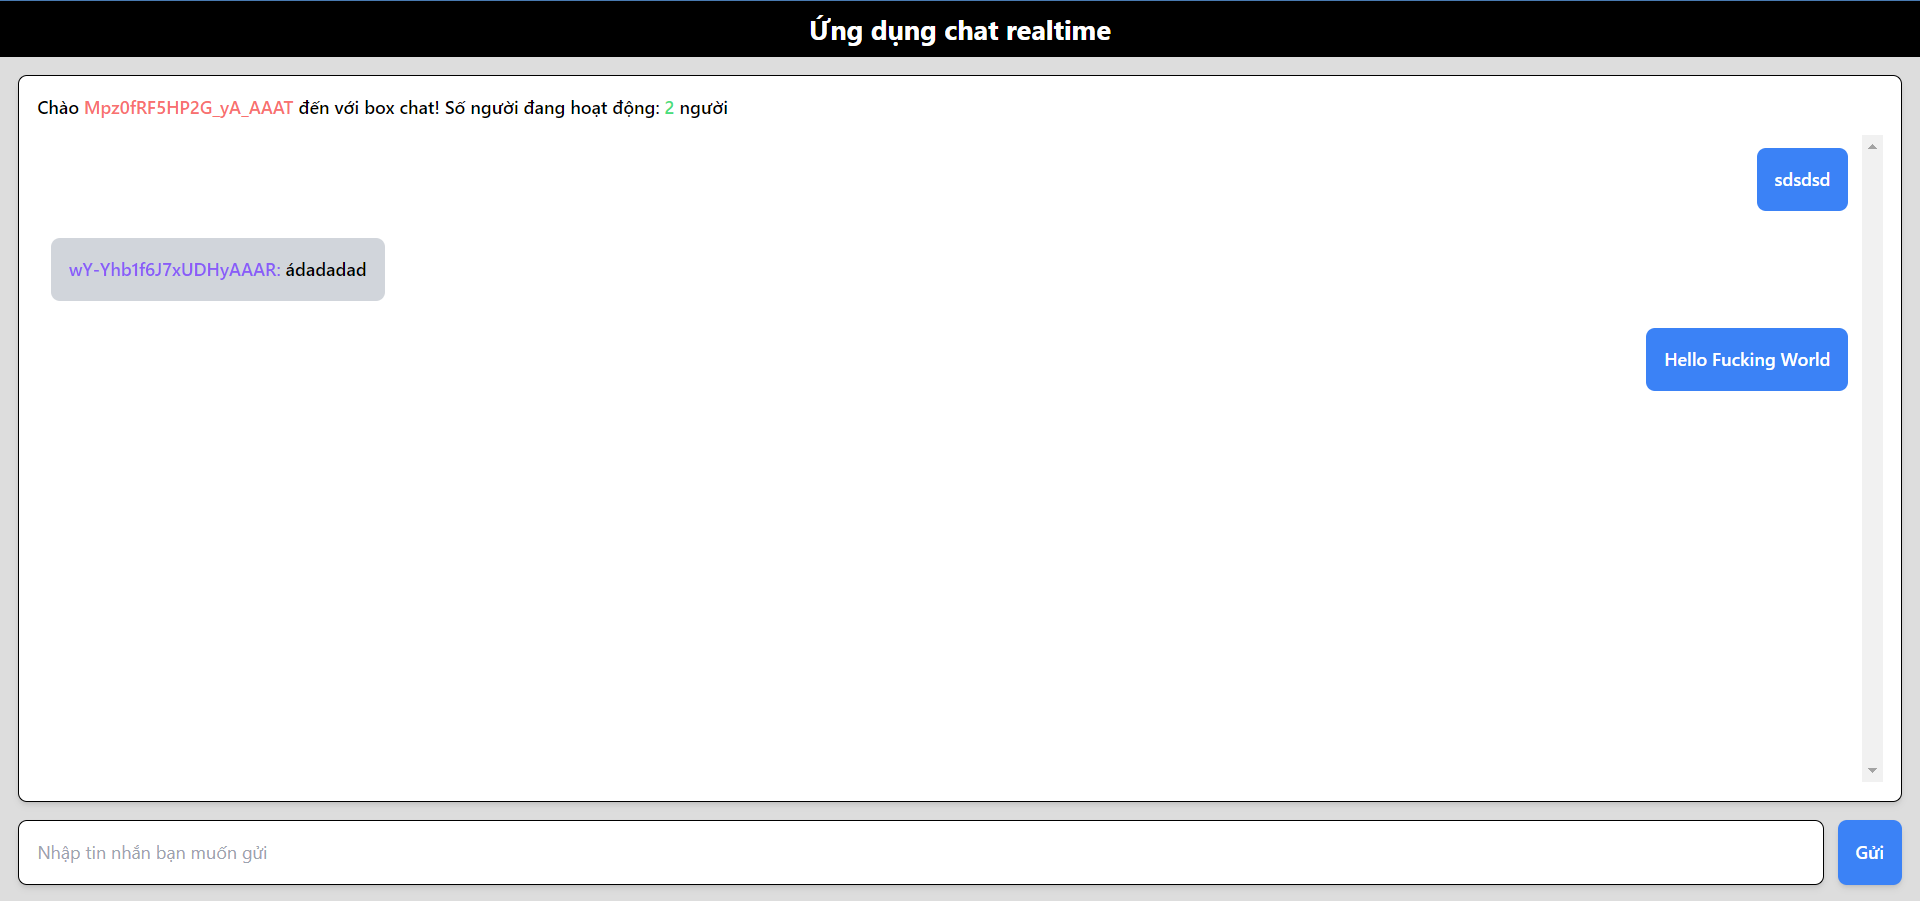 Ứng dụng chat realtime
Chào Mpz0fRF5HP2G_yA_AAAT đến với box chat! Số người đang hoạt động: 2 người
sdsdsd
wY-Yhb1f6J7xUDHyAAAR: ádadadad
Hello Fucking World
Nhập tin nhắn bạn muốn gửi
Gửi